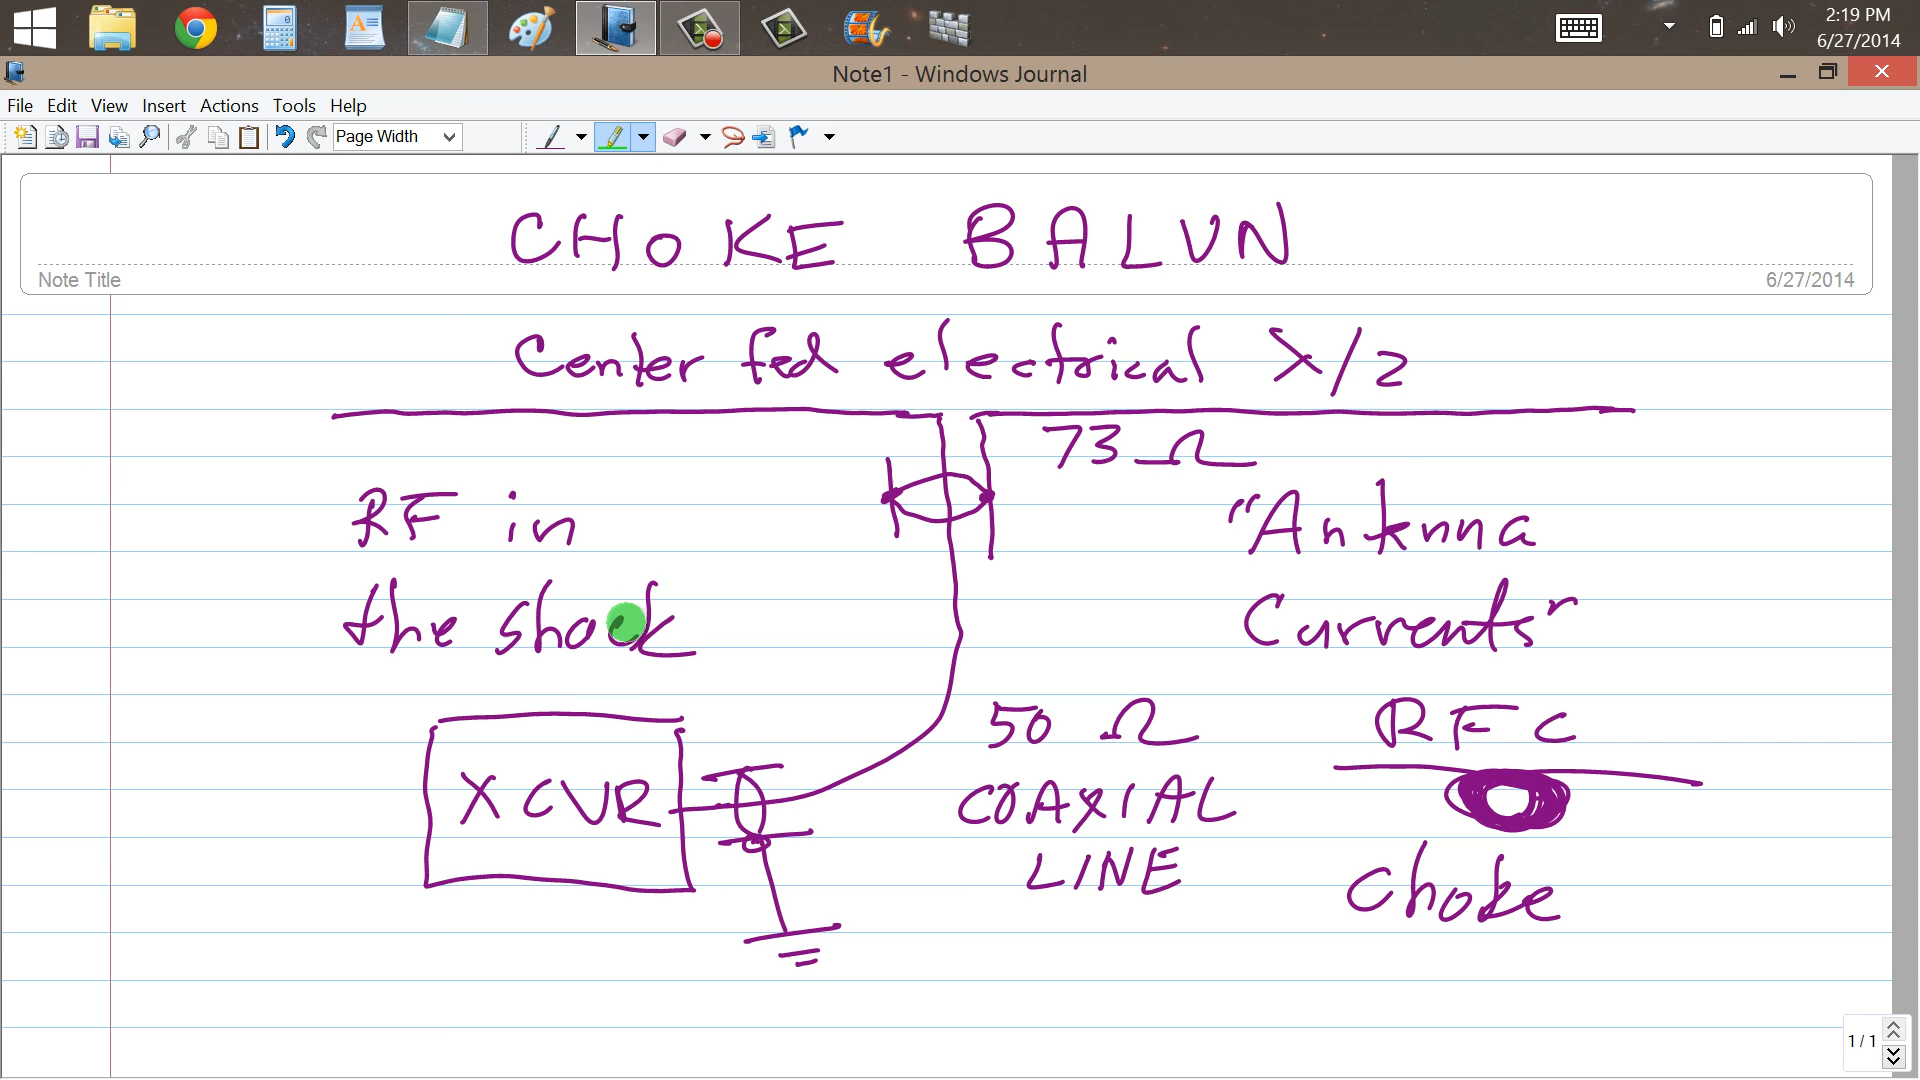 2:19 PM
6/27/2014
Note1 - Windows Journal
File Edit View Insert Actions Tools Help
Page Width
CHOKE BALUN
Note Title 6/27/2014
Center fed electrical λ/2
73 Ω
RF in
the shack
"Antenna
Currents"
XCVR
50 Ω
COAXIAL
LINE
RFC
Choke
1 / 1